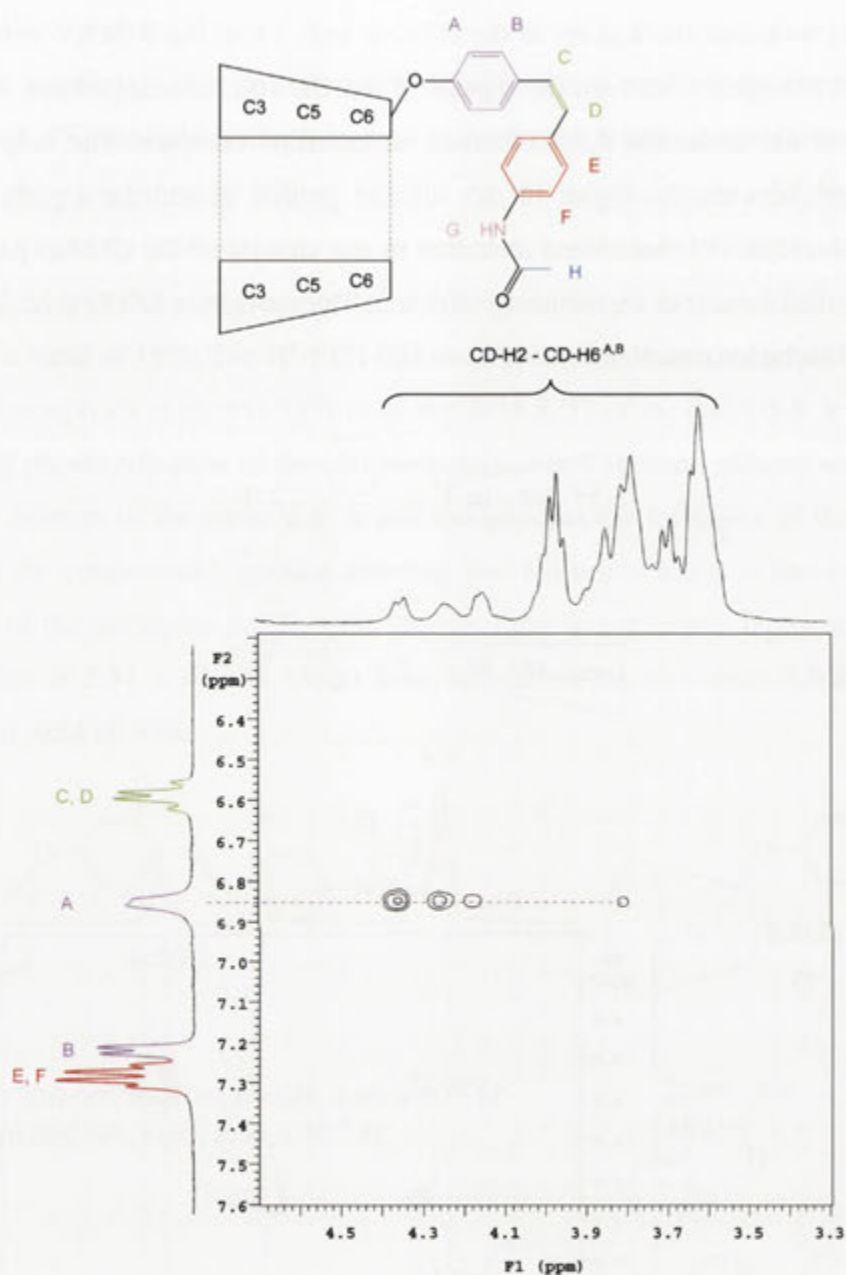 A B
C
D
O
C3 C5 C6
E
F
G HN
H
O
C3 C5 C6
CD-H2 - CD-H6 A,B
F2
(ppm)
6.4
6.5
C, D
6.6
6.7
6.8
A
6.9
7.0
7.1
B
7.2
E, F
7.3
7.4
7.5
7.6
4.5 4.3 4.1 3.9 3.7 3.5 3.3
F1 (ppm)